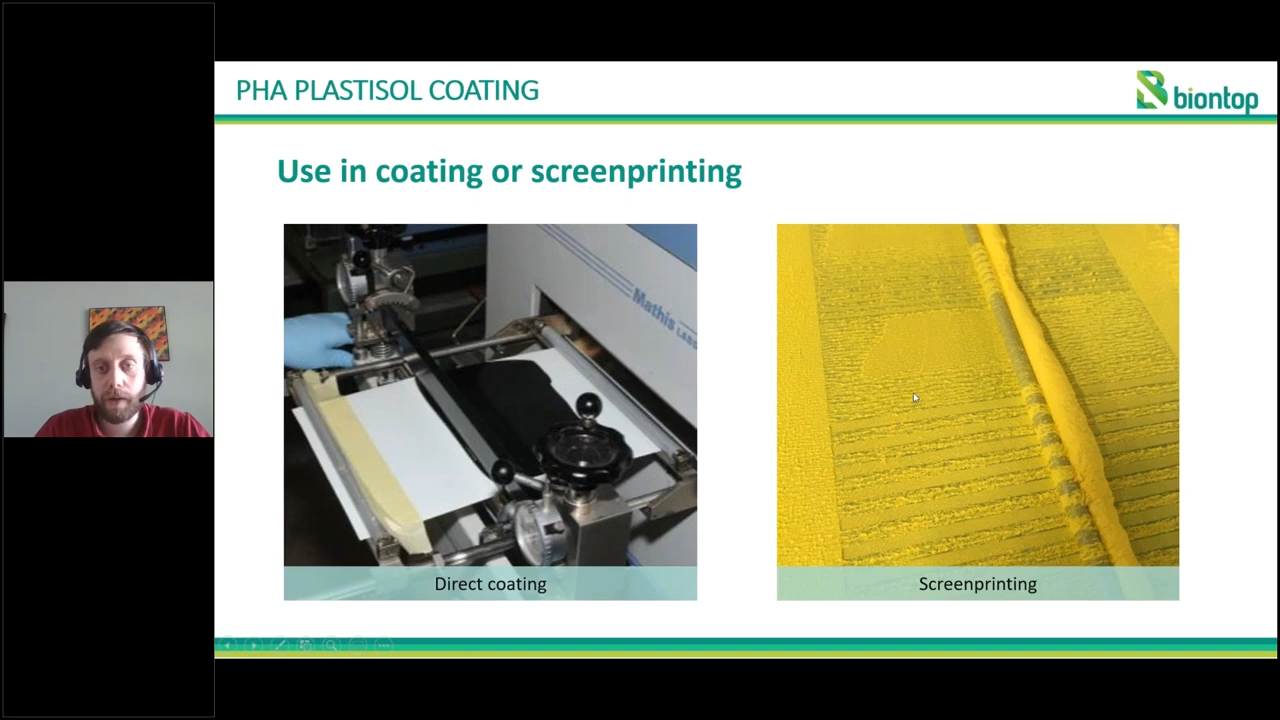 PHA PLASTISOL COATING
biontop
Use in coating or screenprinting
Mathis
Direct coating
Screenprinting